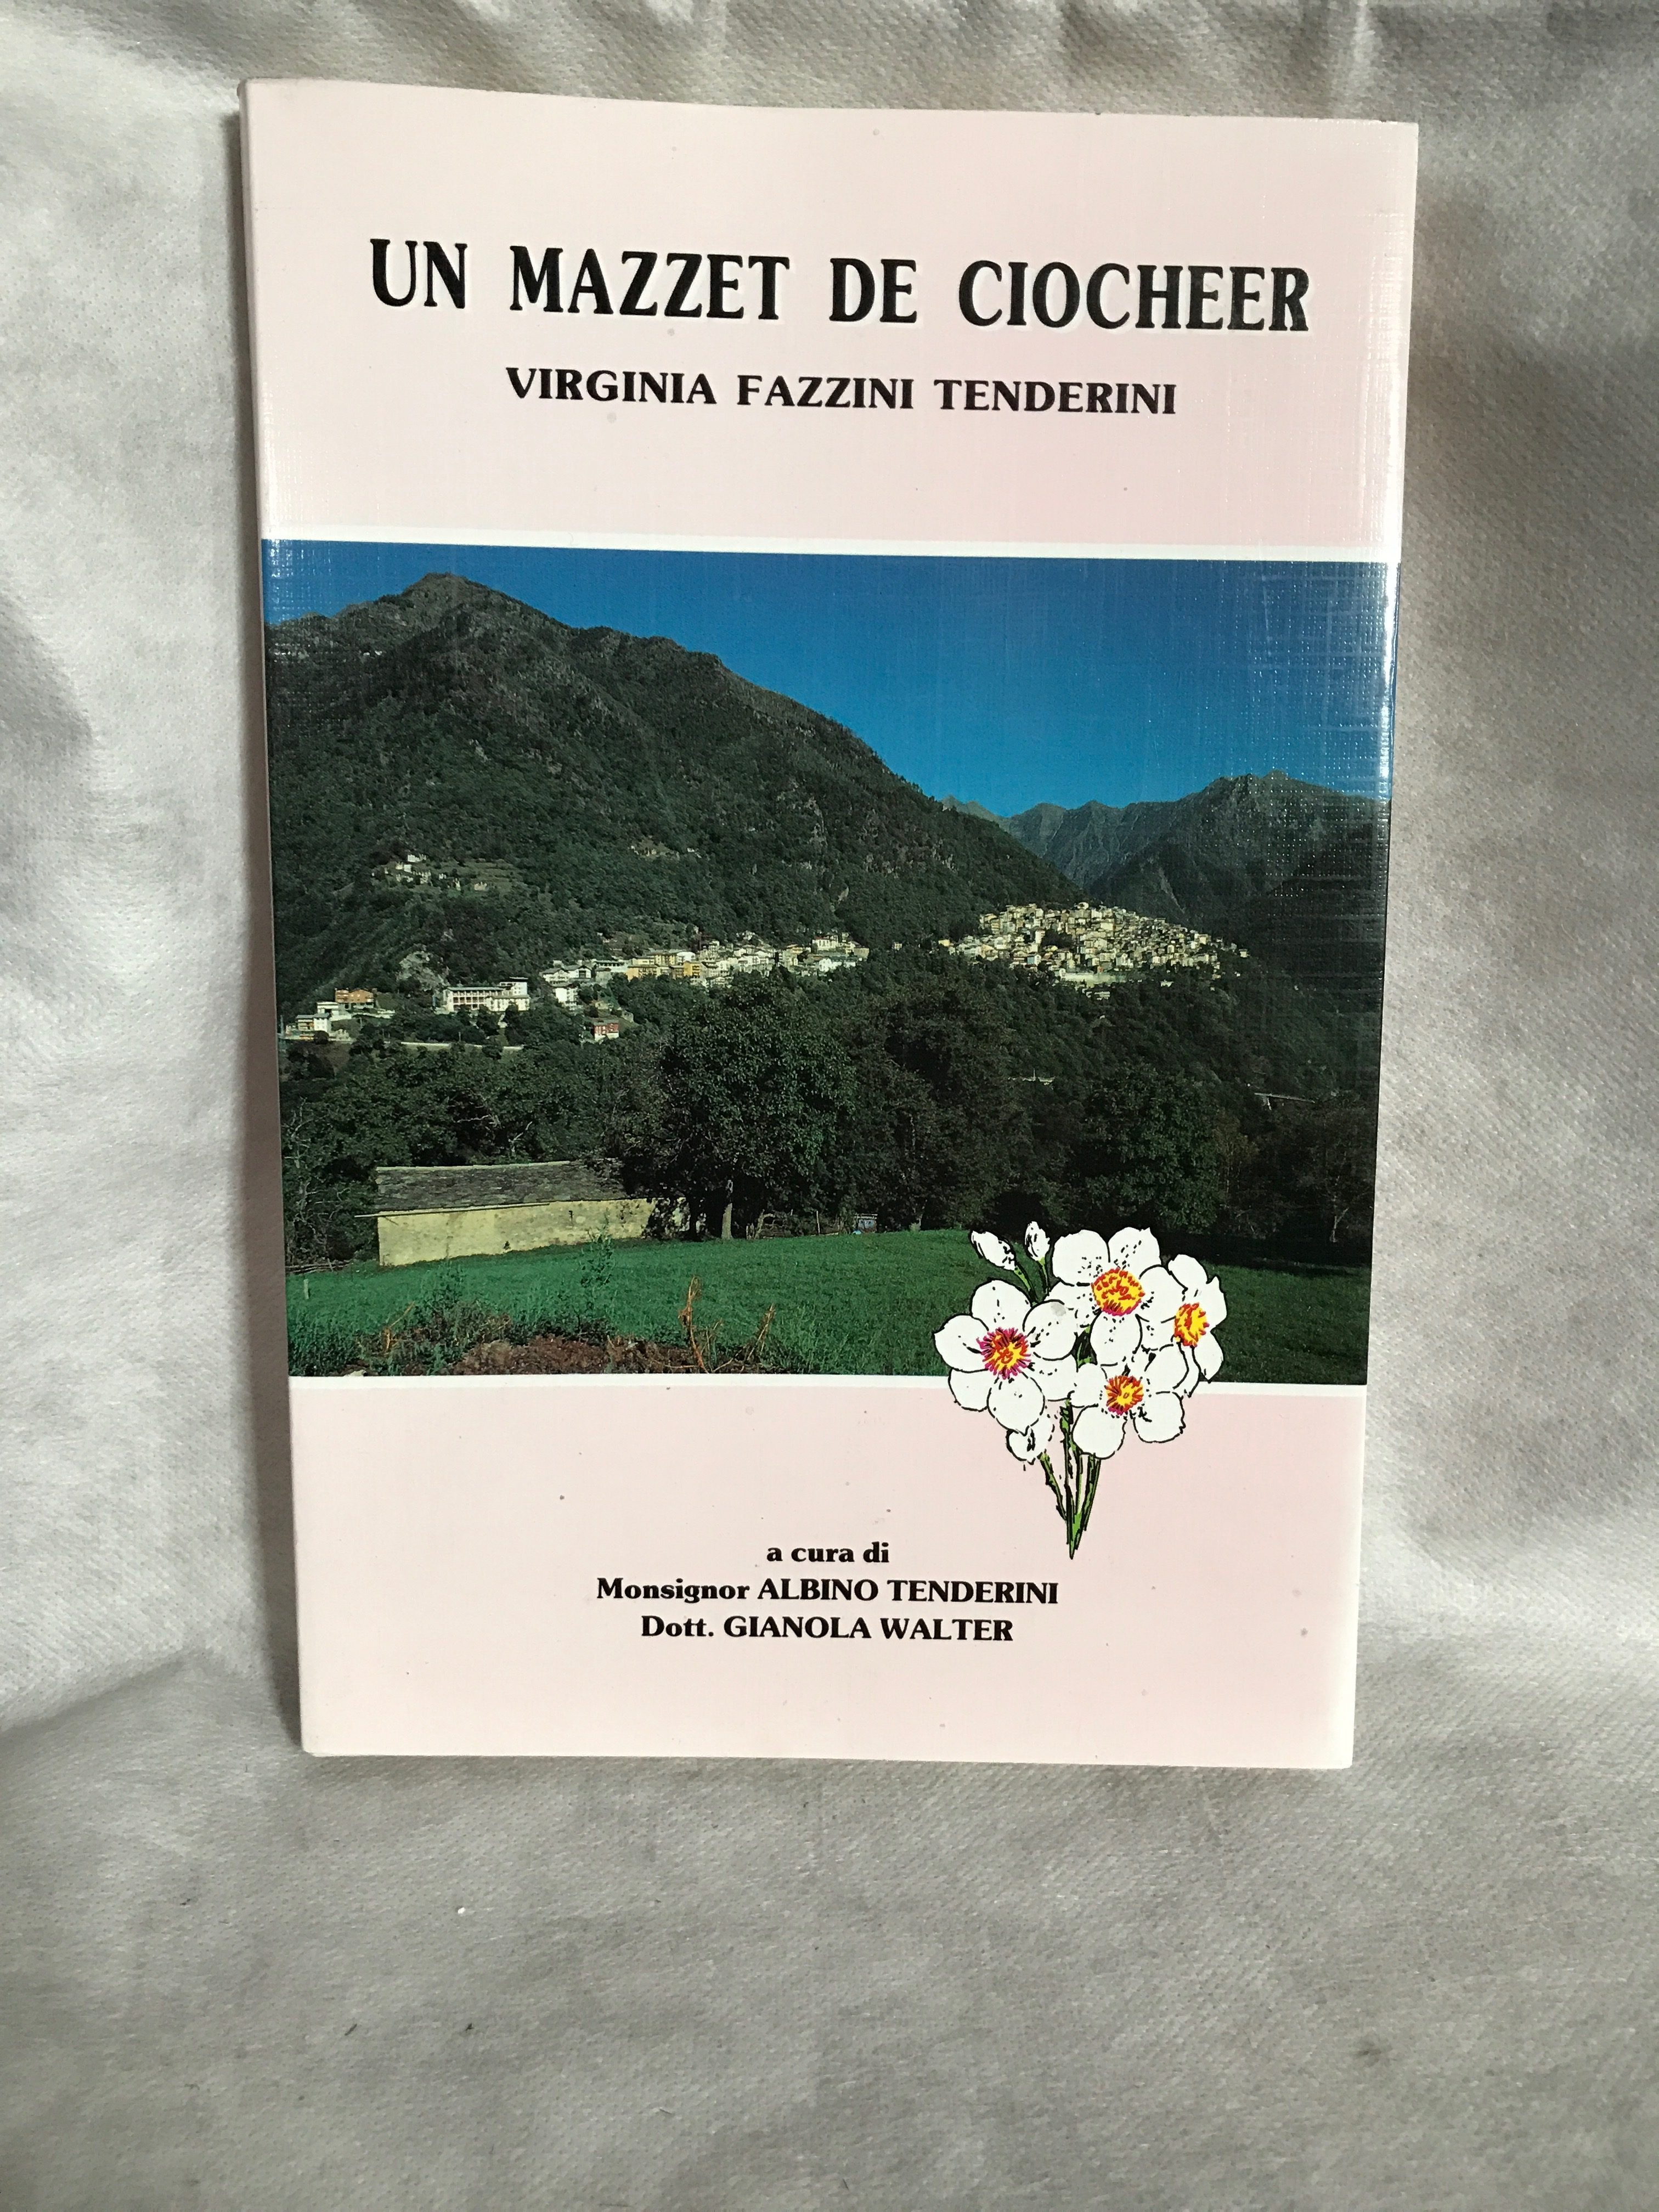 UN MAZZET DE CIOCHEER
VIRGINIA FAZZINI TENDERINI
a cura di
Monsignor ALBINO TENDERINI
Dott. GIANOLA WALTER